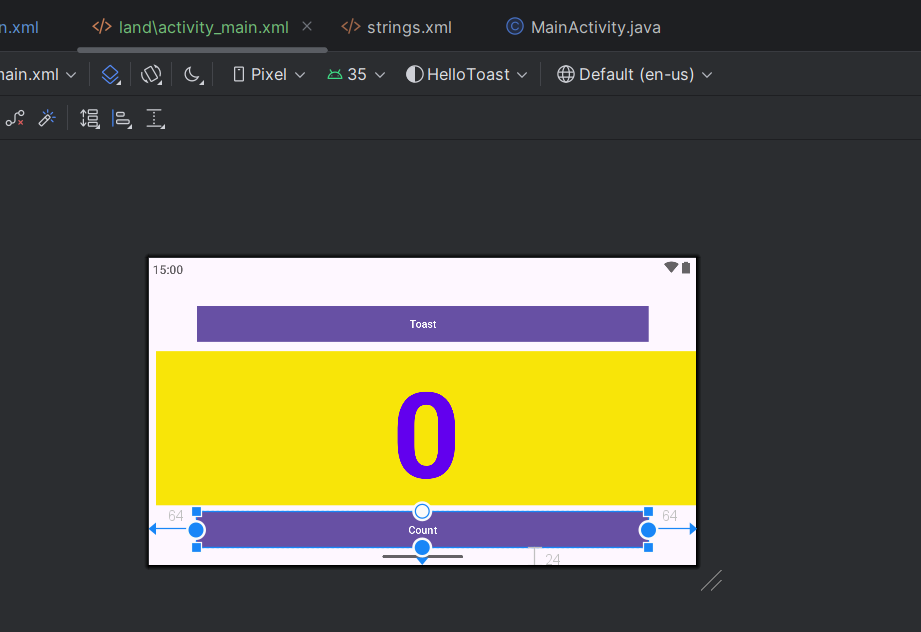 n.xml land\activity_main.xml strings.xml MainActivity.java
nain.xml Pixel 35 HelloToast Default (en-us)
15:00
Toast
0
64 64
Count
24